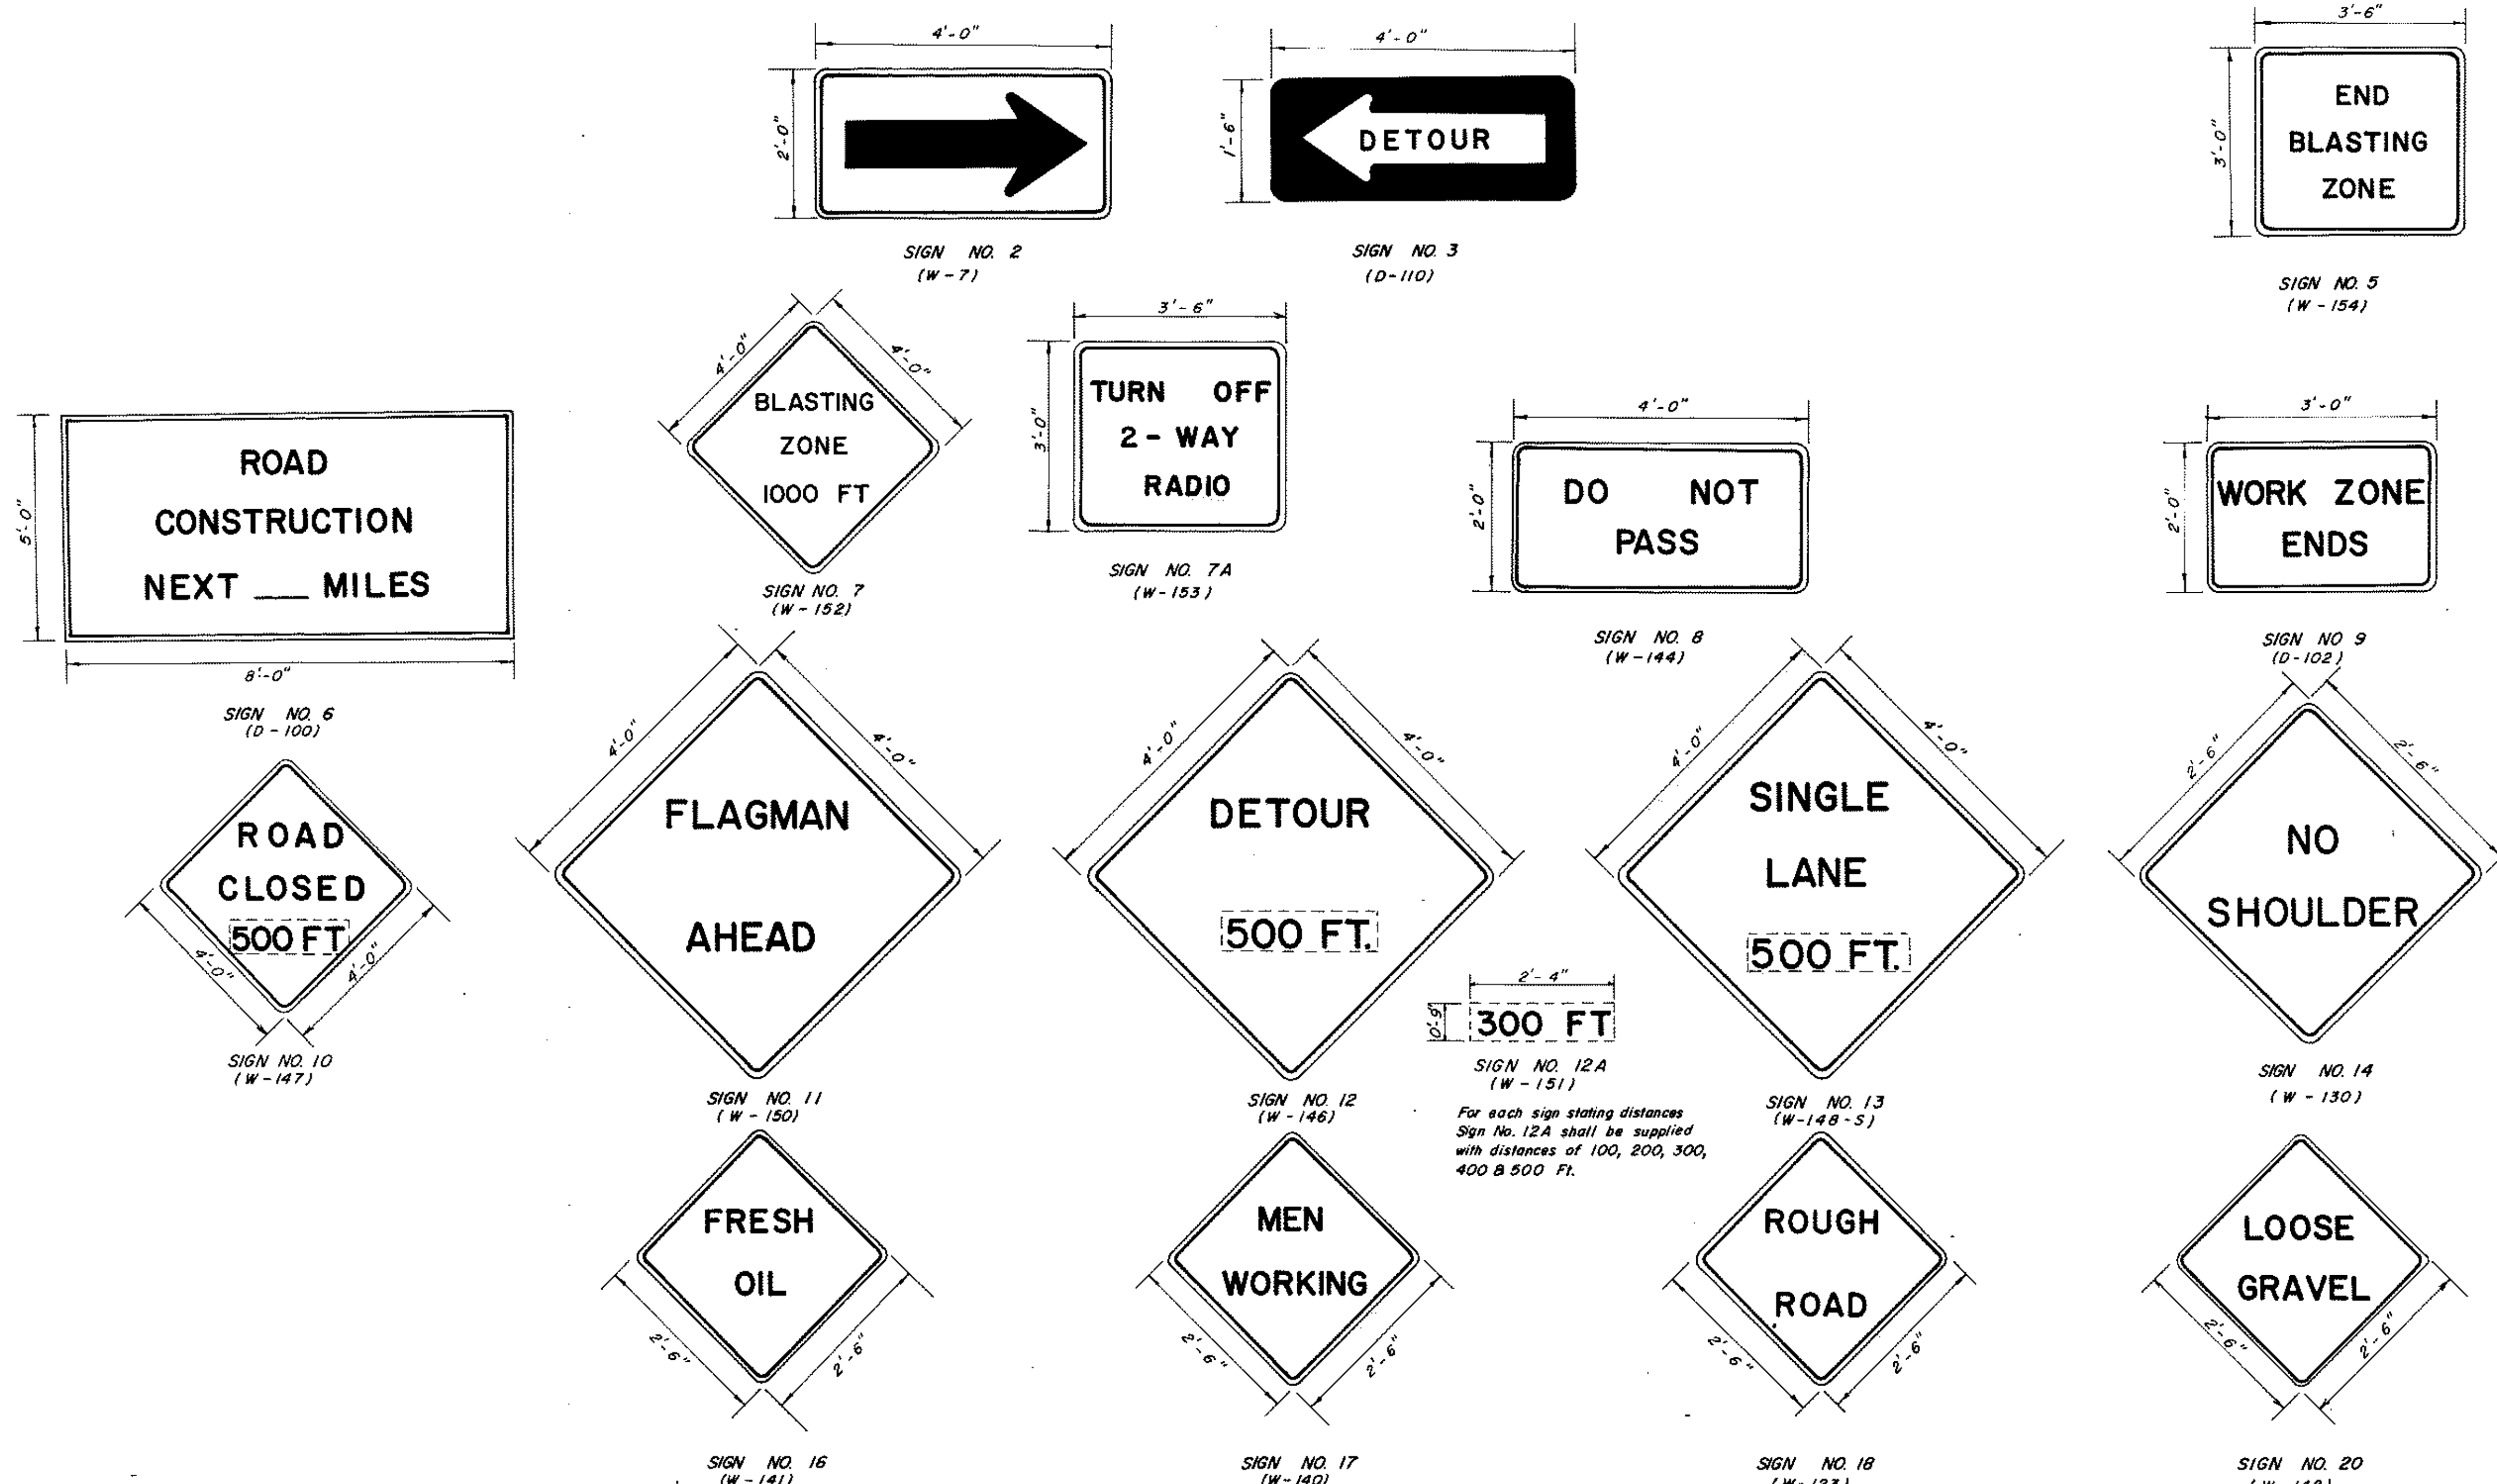 4'-0"
2'-0"
SIGN NO. 2
(W-7)
4'-0"
1'-6"
DETOUR
SIGN NO. 3
(D-110)
3'-6"
3'-0"
END
BLASTING
ZONE
SIGN NO. 5
(W-154)
5'-0"
ROAD
CONSTRUCTION
NEXT ___ MILES
8'-0"
SIGN NO. 6
(D-100)
4'-0"
4'-0"
BLASTING
ZONE
1000 FT
SIGN NO. 7
(W-152)
3'-6"
3'-0"
TURN OFF
2-WAY
RADIO
SIGN NO. 7A
(W-153)
4'-0"
2'-0"
DO NOT
PASS
SIGN NO. 8
(W-144)
3'-0"
2'-0"
WORK ZONE
ENDS
SIGN NO 9
(D-102)
ROAD
CLOSED
500 FT
4'-0"
4'-0"
SIGN NO. 10
(W-147)
4'-0"
4'-0"
FLAGMAN
AHEAD
SIGN NO. 11
(W-150)
4'-0"
4'-0"
DETOUR
500 FT.
SIGN NO. 12
(W-146)
2'-4"
0'-9"
300 FT
SIGN NO. 12A
(W-151)
For each sign stating distances
Sign No. 12A shall be supplied
with distances of 100, 200, 300,
400 & 500 Ft.
4'-0"
4'-0"
SINGLE
LANE
500 FT.
SIGN NO. 13
(W-148-S)
2'-6"
2'-6"
NO
SHOULDER
SIGN NO. 14
(W-130)
FRESH
OIL
2'-6"
2'-6"
SIGN NO. 16
(W-141)
MEN
WORKING
2'-6"
2'-6"
SIGN NO. 17
(W-140)
ROUGH
ROAD
2'-6"
2'-6"
SIGN NO. 18
LOOSE
GRAVEL
2'-6"
2'-6"
SIGN NO. 20